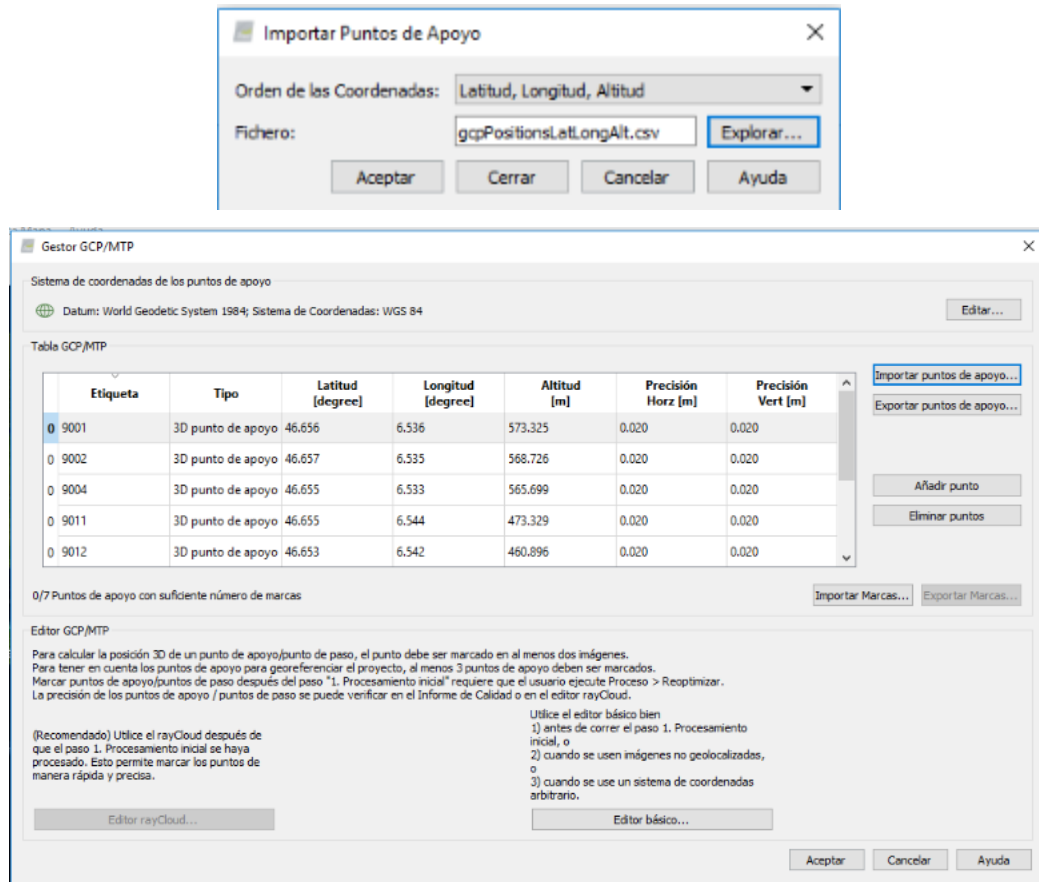 Importar Puntos de Apoyo
Orden de las Coordenadas: Latitud, Longitud, Altitud
Fichero: gcpPositionsLatLongAlt.csv Explorar...
Aceptar Cerrar Cancelar Ayuda
Gestor GCP/MTP
Sistema de coordenadas de los puntos de apoyo
Datum: World Geodetic System 1984; Sistema de Coordenadas: WGS 84 Editar...
Tabla GCP/MTP
Etiqueta Tipo Latitud [degree] Longitud [degree] Altitud [m] Precisión Horz [m] Precisión Vert [m]
0 9001 3D punto de apoyo 46.656 6.536 573.325 0.020 0.020
0 9002 3D punto de apoyo 46.657 6.535 568.726 0.020 0.020
0 9004 3D punto de apoyo 46.655 6.533 565.699 0.020 0.020
0 9011 3D punto de apoyo 46.655 6.544 473.329 0.020 0.020
0 9012 3D punto de apoyo 46.653 6.542 460.896 0.020 0.020
Importar puntos de apoyo...
Exportar puntos de apoyo...
Añadir punto
Eliminar puntos
0/7 Puntos de apoyo con suficiente número de marcas
Importar Marcas... Exportar Marcas...
Editor GCP/MTP
Para calcular la posición 3D de un punto de apoyo/punto de paso, el punto debe ser marcado en al menos dos imágenes.
Para tener en cuenta los puntos de apoyo para georeferenciar el proyecto, al menos 3 puntos de apoyo deben ser marcados.
Marcar puntos de apoyo/puntos de paso después del paso "1. Procesamiento inicial" requiere que el usuario ejecute Proceso > Reoptimizar.
La precisión de los puntos de apoyo / puntos de paso se puede verificar en el Informe de Calidad o en el editor rayCloud.
(Recomendado) Utilice el rayCloud después de
que el paso 1. Procesamiento inicial se haya
procesado. Esto permite marcar los puntos de
manera rápida y precisa.
Editor rayCloud...
Utilice el editor básico bien
1) antes de correr el paso 1. Procesamiento
inicial, o
2) cuando se usen imágenes no geolocalizadas,
o
3) cuando se use un sistema de coordenadas
arbitrario.
Editor básico...
Aceptar Cancelar Ayuda